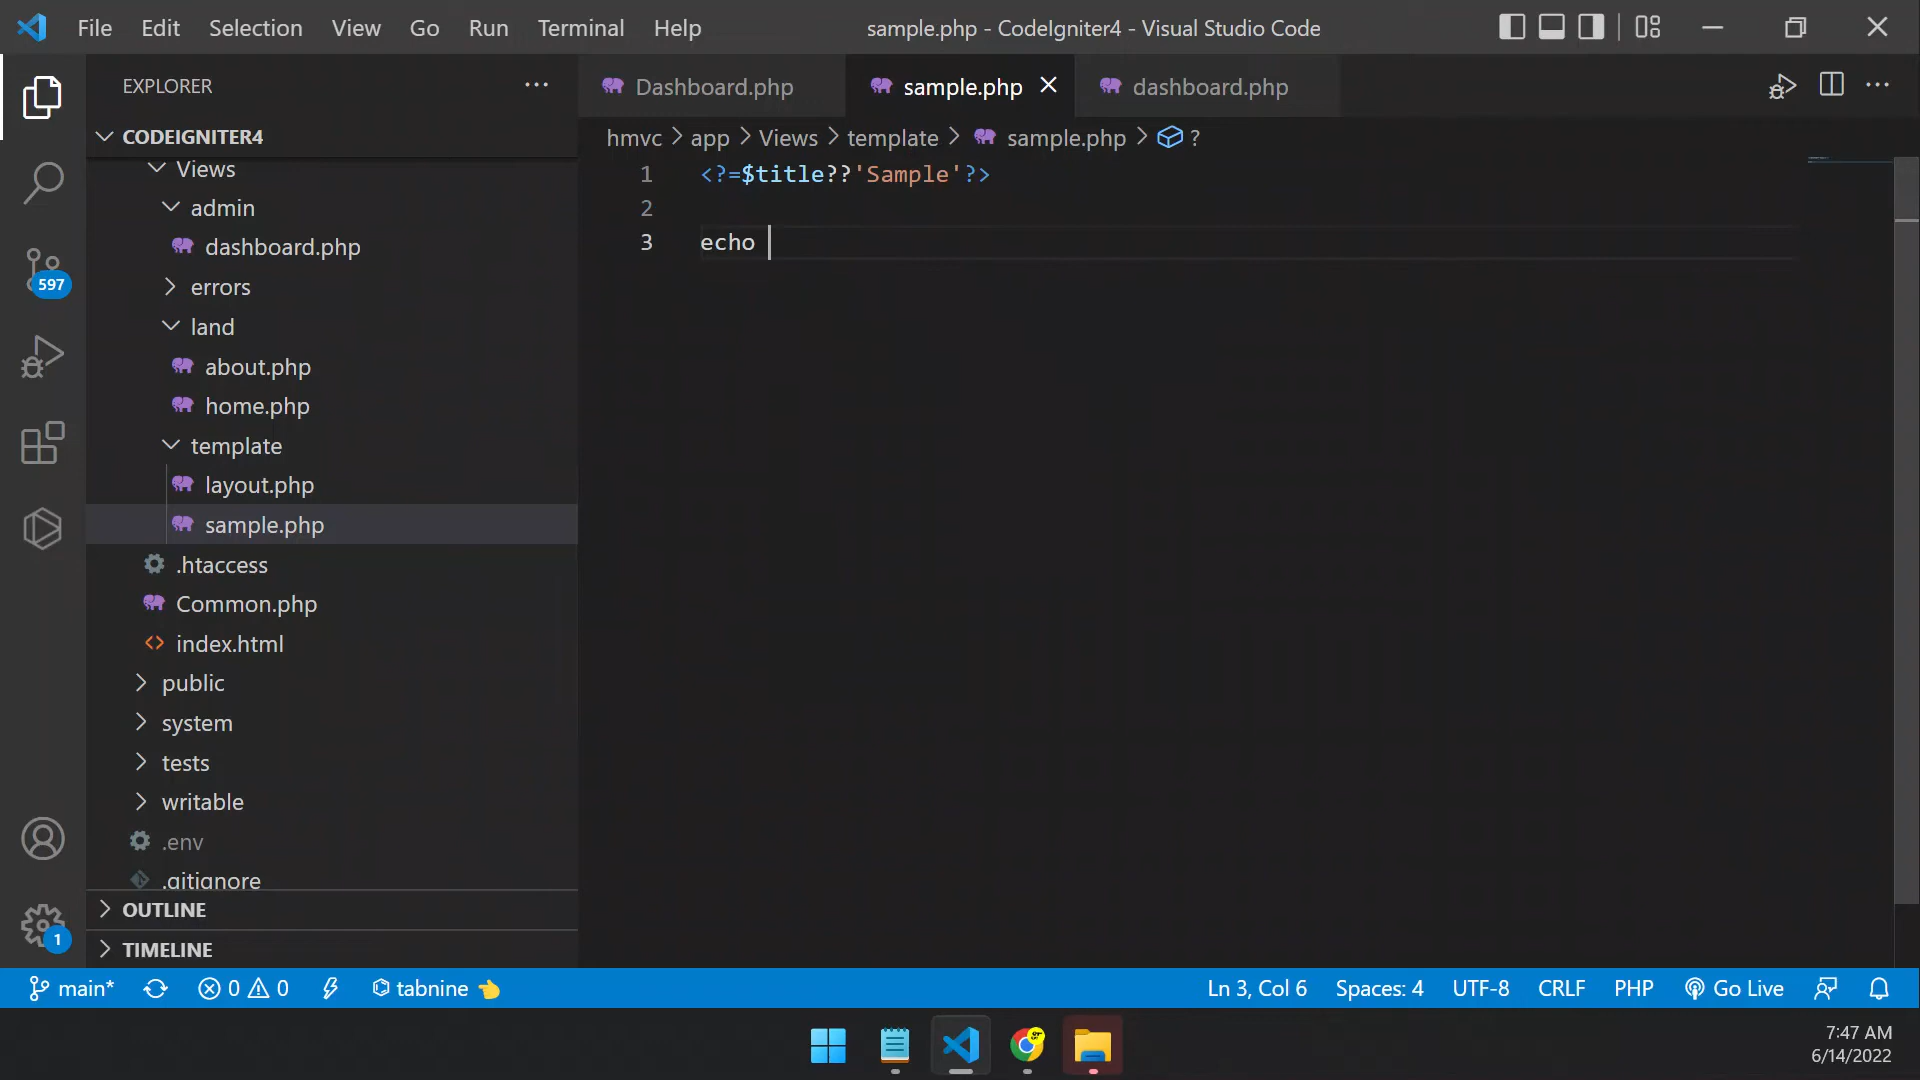 File Edit Selection View Go Run Terminal Help
sample.php - CodeIgniter4 - Visual Studio Code
EXPLORER
Dashboard.php
sample.php
dashboard.php
CODEIGNITER4
hmvc > app > Views > template > sample.php > ?
Views
admin
dashboard.php
errors
land
about.php
home.php
template
layout.php
sample.php
.htaccess
Common.php
index.html
public
system
tests
writable
.env
.gitignore
OUTLINE
TIMELINE
1 <?=$title??'Sample'?>
2
3 echo
597
1
main* 0 0 tabnine
Ln 3, Col 6 Spaces: 4 UTF-8 CRLF PHP Go Live
7:47 AM
6/14/2022